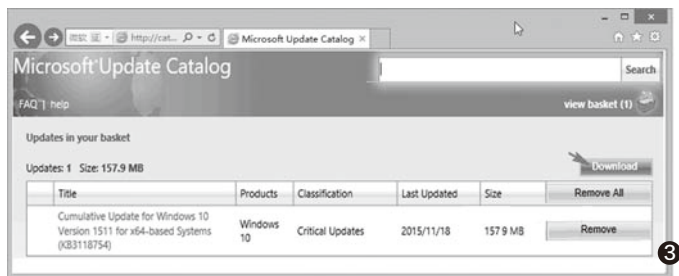 http://cat...
Microsoft Update Catalog ×
Microsoft Update Catalog
Search
FAQ | help
view basket (1)
Updates in your basket
Updates: 1 Size: 157.9 MB
Download
Title Products Classification Last Updated Size Remove All
Cumulative Update for Windows 10
Version 1511 for x64-based Systems
(KB3118754)
Windows
10
Critical Updates 2015/11/18 157.9 MB Remove
3